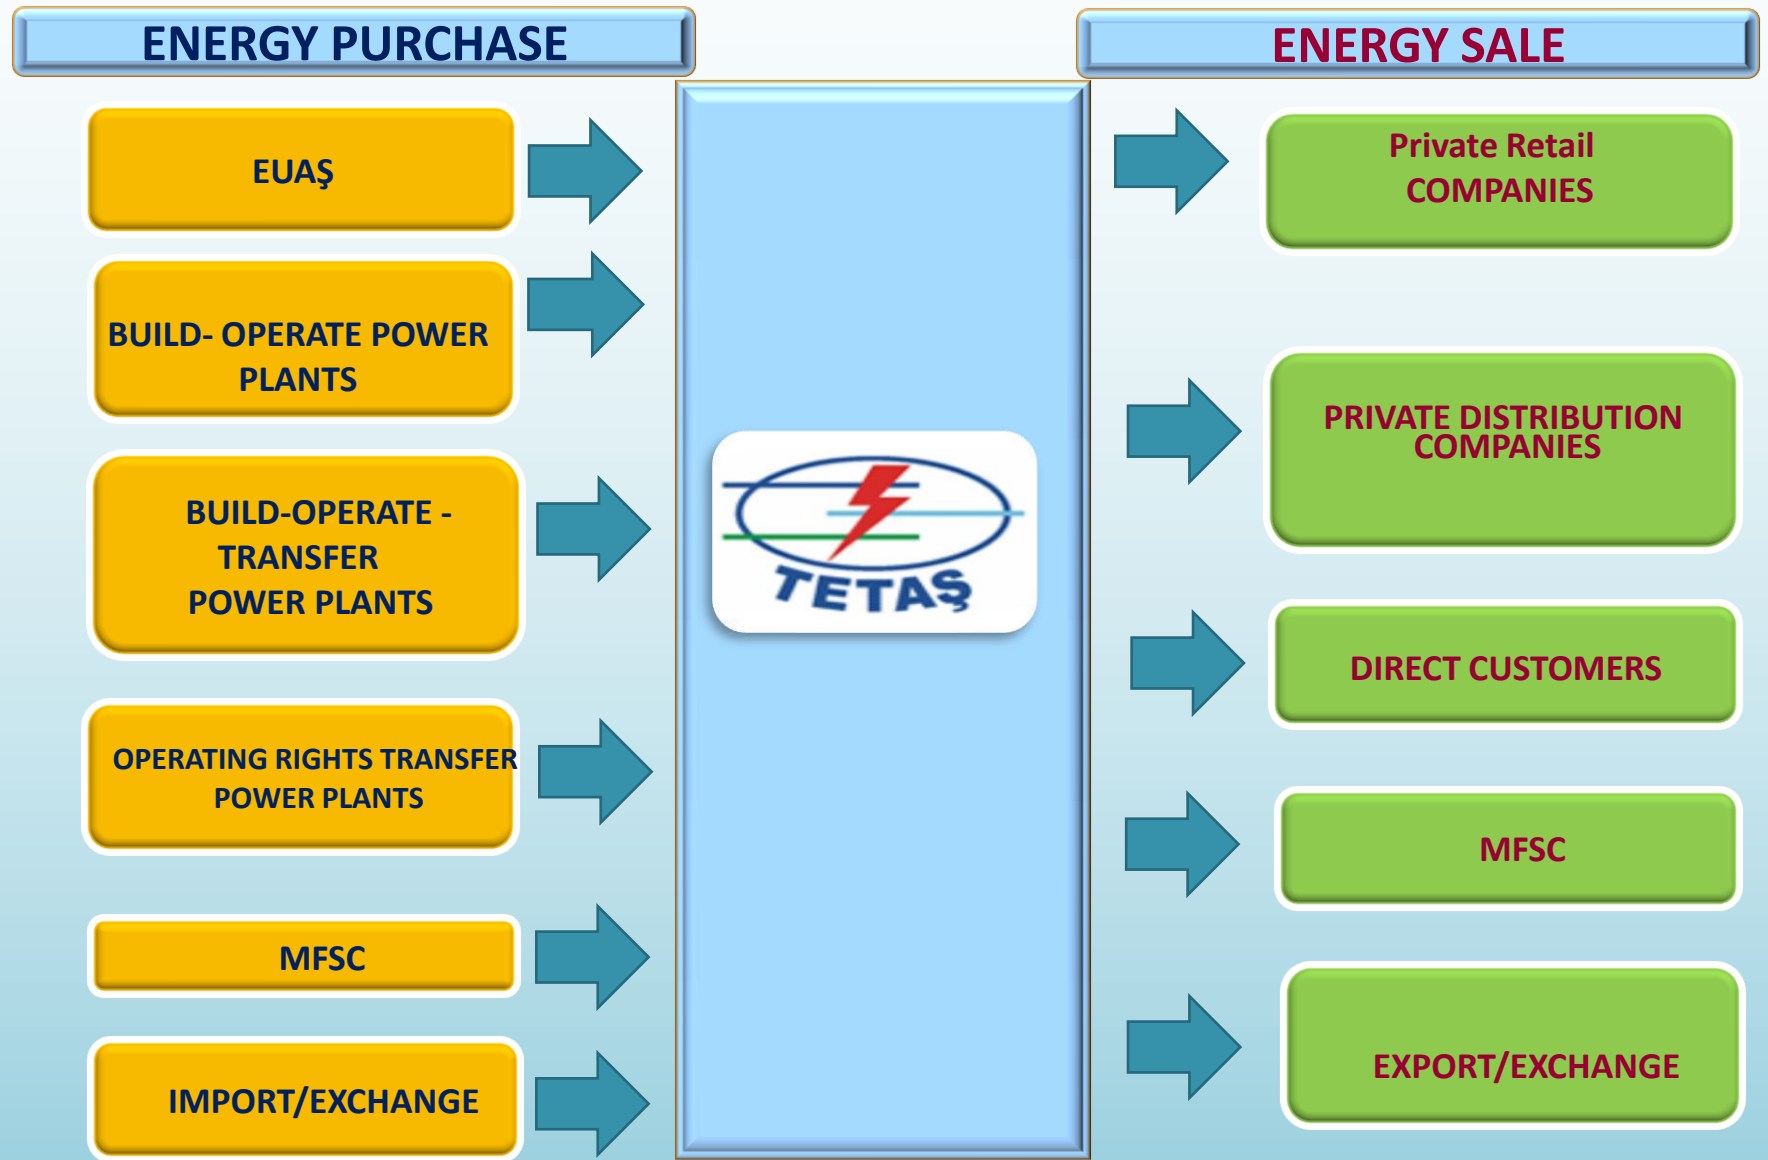 ENERGY PURCHASE
EUAŞ
BUILD- OPERATE POWER
PLANTS
BUILD-OPERATE -
TRANSFER
POWER PLANTS
OPERATING RIGHTS TRANSFER
POWER PLANTS
MFSC
IMPORT/EXCHANGE
TETAŞ
ENERGY SALE
Private Retail
COMPANIES
PRIVATE DISTRIBUTION
COMPANIES
DIRECT CUSTOMERS
MFSC
EXPORT/EXCHANGE